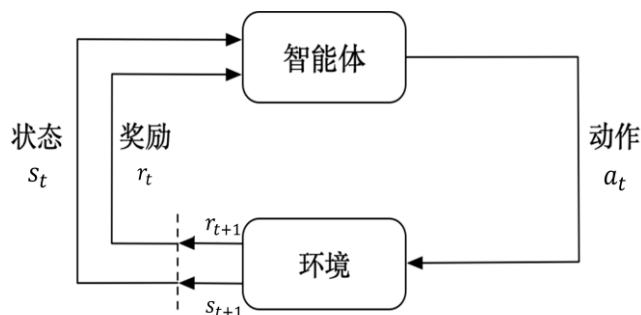 智能体
状态
s_t
奖励
r_t
动作
a_t
r_{t+1}
环境
s_{t+1}